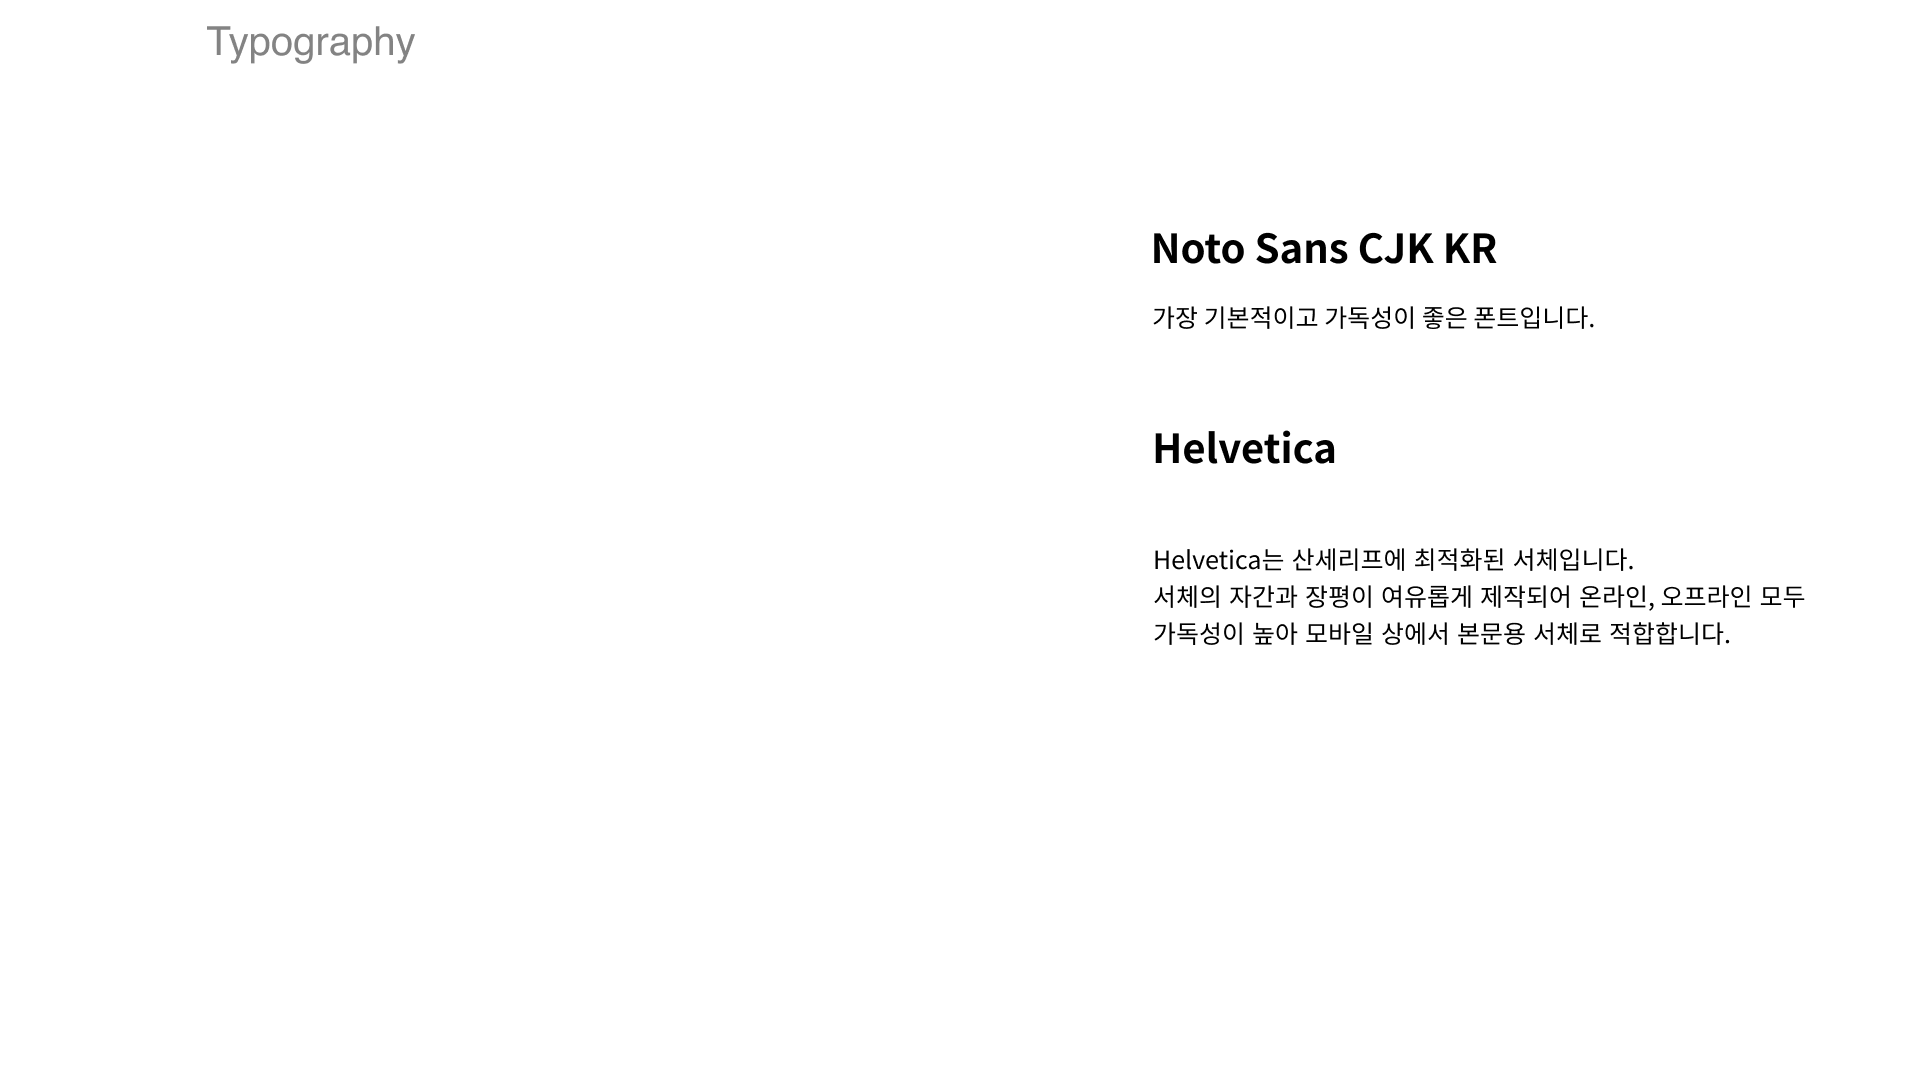 Typography
Noto Sans CJK KR
가장 기본적이고 가독성이 좋은 폰트입니다.
Helvetica
Helvetica는 산세리프에 최적화된 서체입니다.
서체의 자간과 장평이 여유롭게 제작되어 온라인, 오프라인 모두
가독성이 높아 모바일 상에서 본문용 서체로 적합합니다.